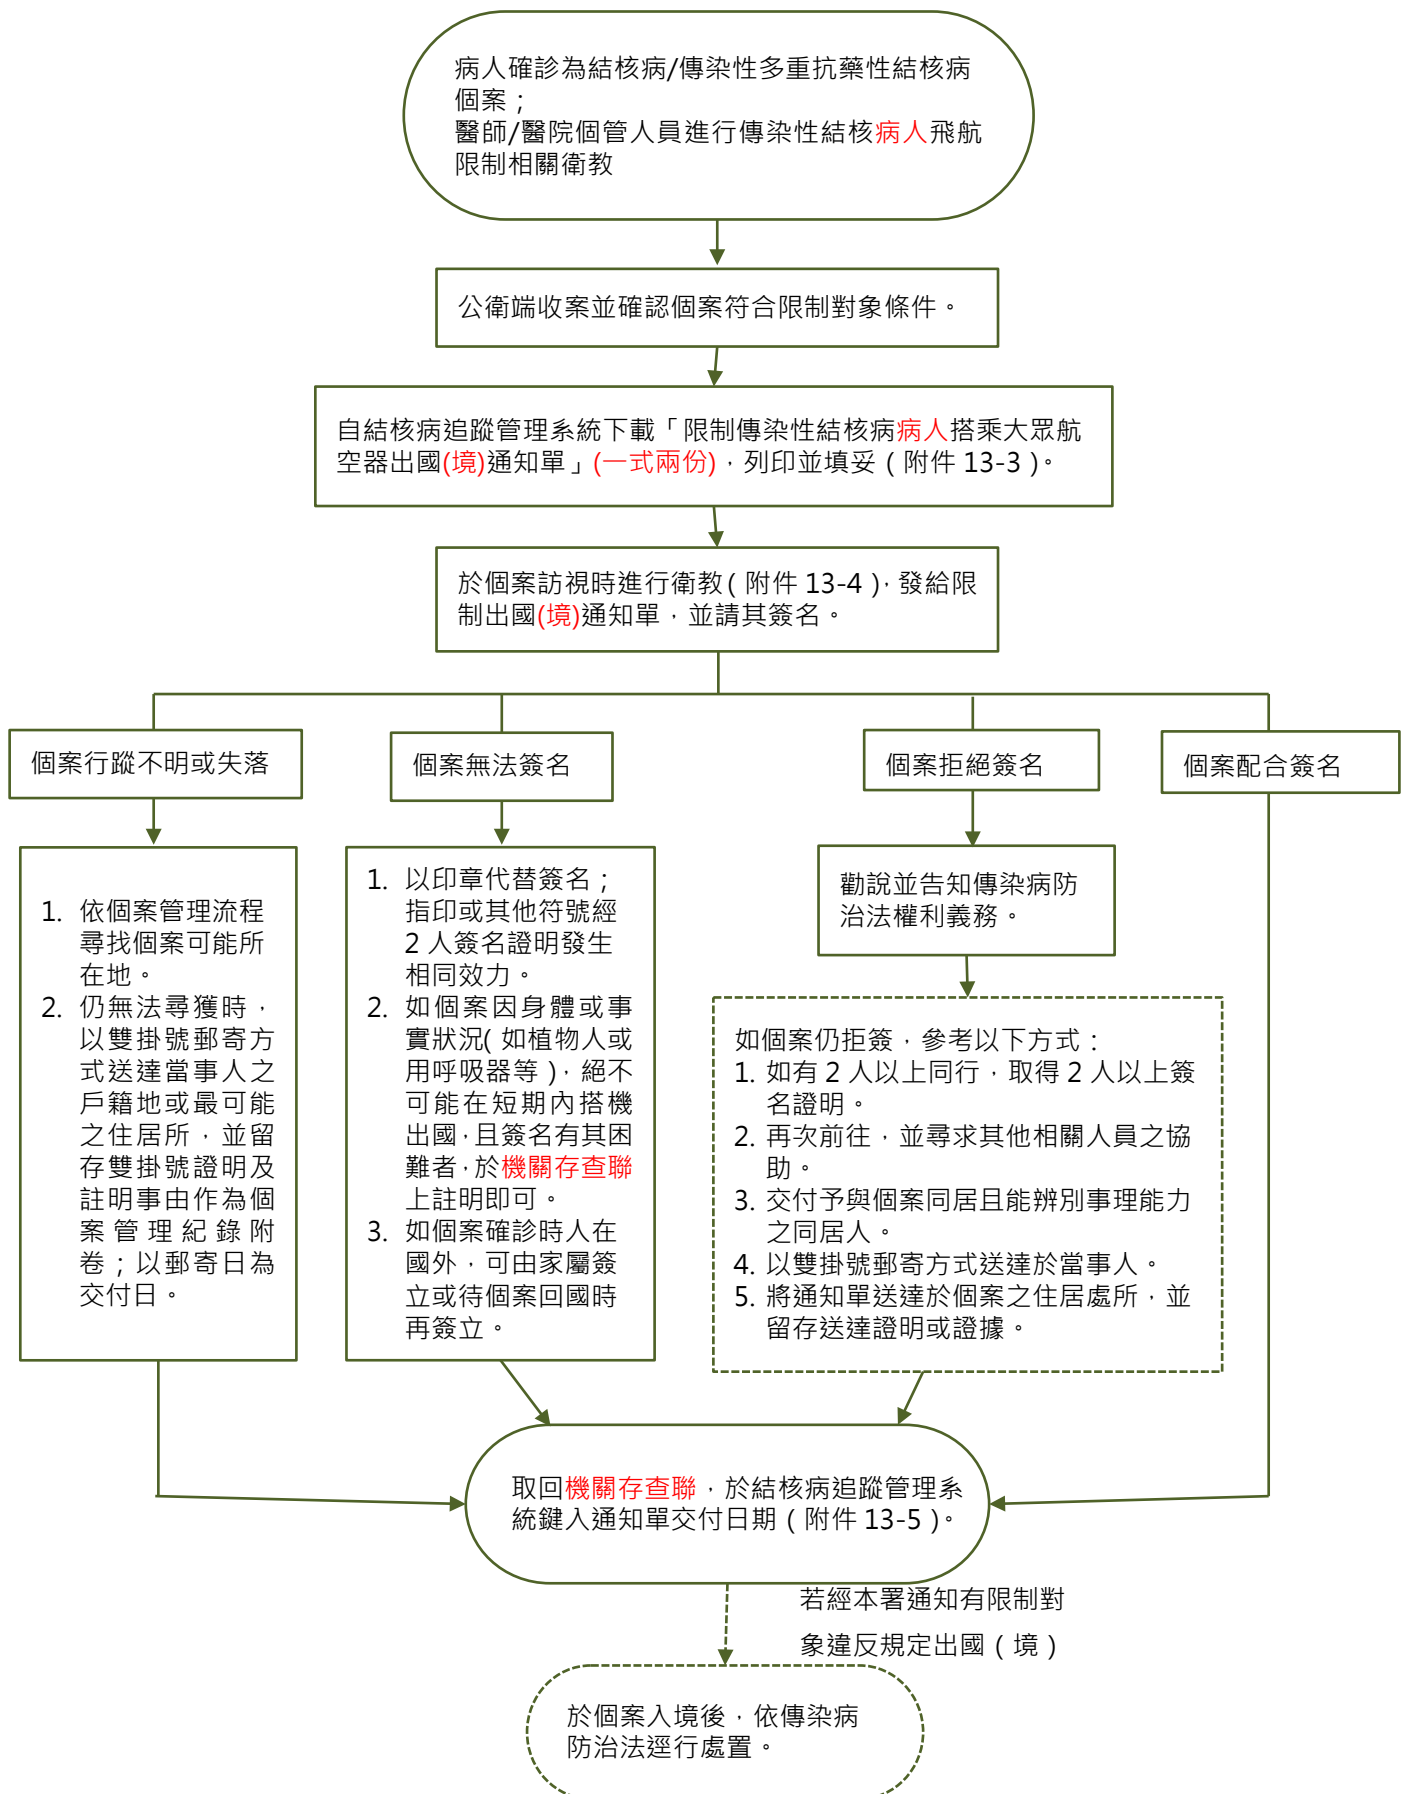 病人確診為結核病/傳染性多重抗藥性結核病
個案；
醫師/醫院個管人員進行傳染性結核病人飛航
限制相關衛教
公衛端收案並確認個案符合限制對象條件。
自結核病追蹤管理系統下載「限制傳染性結核病病人搭乘大眾航
空器出國(境)通知單」(一式兩份)，列印並填妥（附件 13-3）。
於個案訪視時進行衛教（附件 13-4），發給限
制出國(境)通知單，並請其簽名。
個案行蹤不明或失落
個案無法簽名
個案拒絕簽名
個案配合簽名
1. 依個案管理流程
尋找個案可能所
在地。
2. 仍無法尋獲時，
以雙掛號郵寄方
式送達當事人之
戶籍地或最可能
之住居所，並留
存雙掛號證明及
註明事由作為個
案管理紀錄附
卷；以郵寄日為
交付日。
1. 以印章代替簽名；
指印或其他符號經
2 人簽名證明發生
相同效力。
2. 如個案因身體或事
實狀況（如植物人或
用呼吸器等），絕不
可能在短期內搭機
出國，且簽名有其困
難者，於機關存查聯
上註明即可。
3. 如個案確診時人在
國外，可由家屬簽
立或待個案回國時
再簽立。
勸說並告知傳染病防
治法權利義務。
如個案仍拒簽，參考以下方式：
1. 如有 2 人以上同行，取得 2 人以上簽
名證明。
2. 再次前往，並尋求其他相關人員之協
助。
3. 交付予與個案同居且能辨別事理能力
之同居人。
4. 以雙掛號郵寄方式送達於當事人。
5. 將通知單送達於個案之住居處所，並
留存送達證明或證據。
取回機關存查聯，於結核病追蹤管理系
統鍵入通知單交付日期（附件 13-5）。
若經本署通知有限制對
象違反規定出國（境）
於個案入境後，依傳染病
防治法逕行處置。